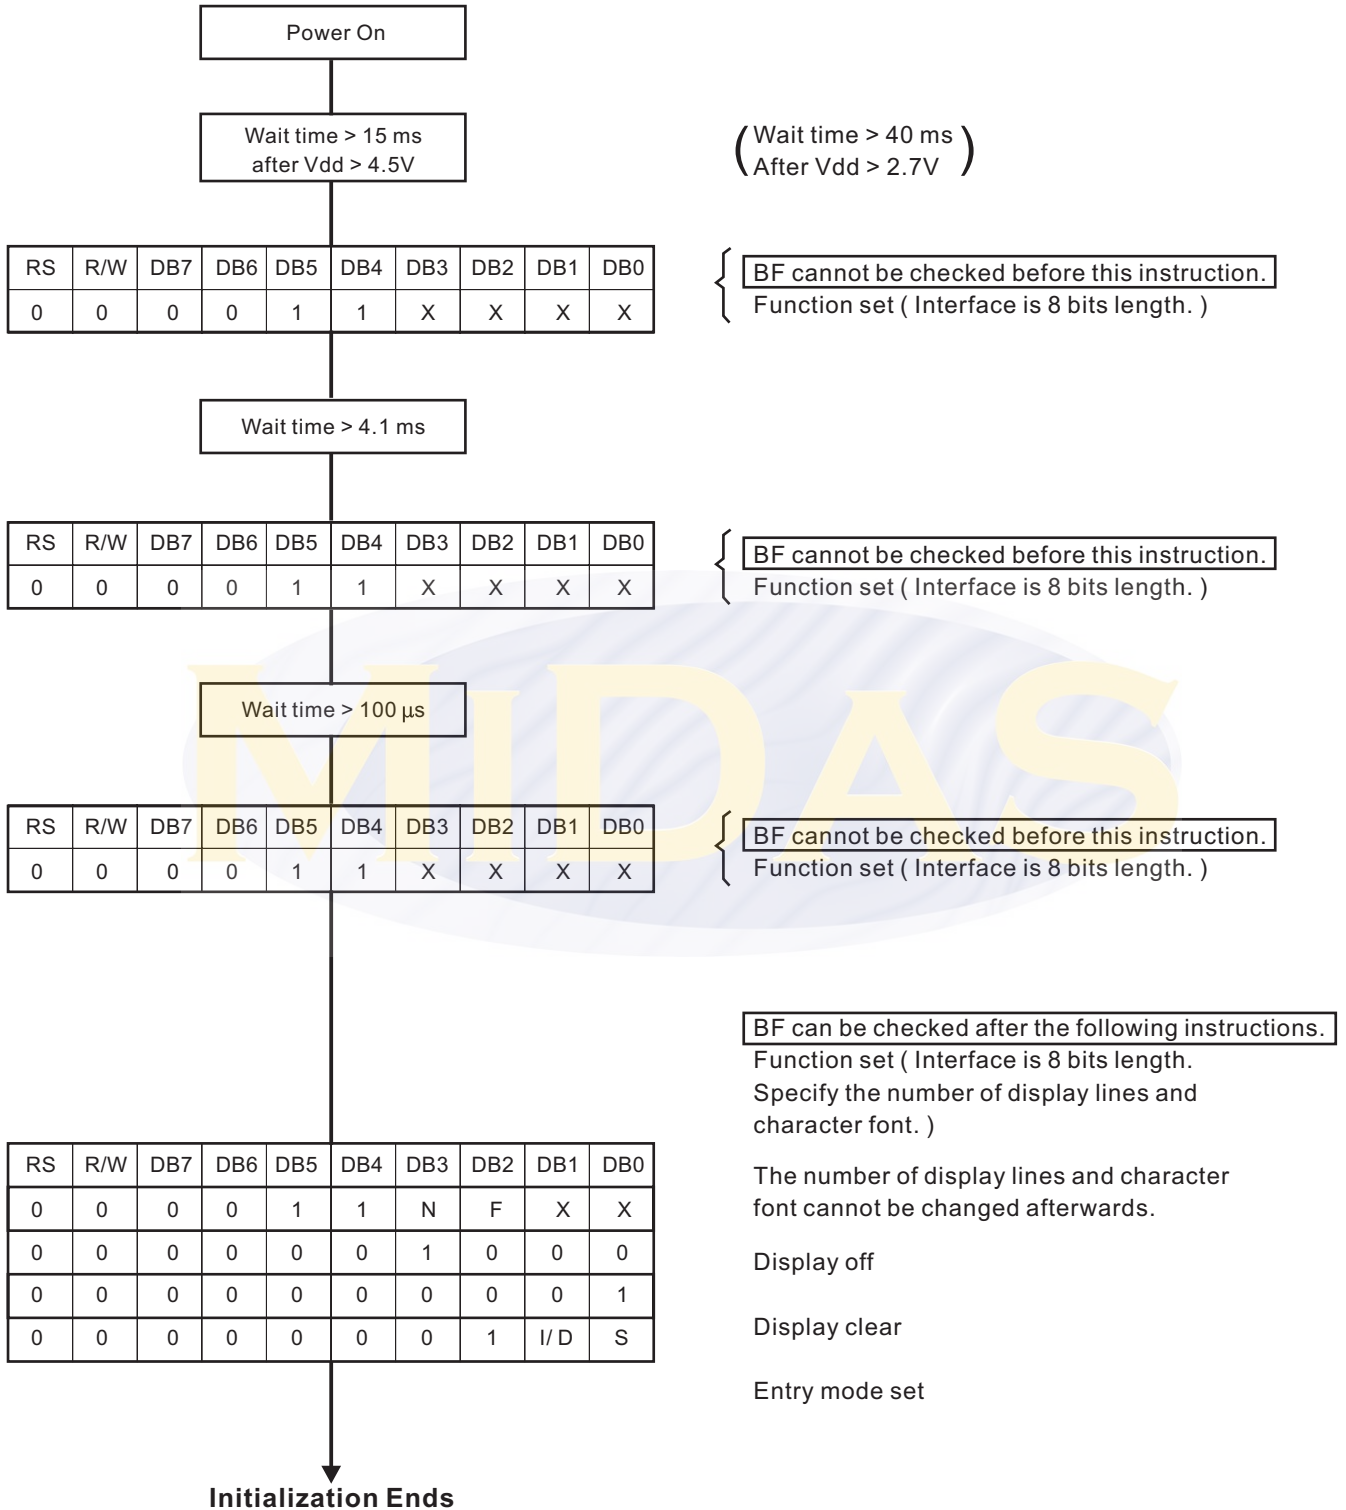 Power On
Wait time > 15 ms
after Vdd > 4.5V
(Wait time > 40 ms
After Vdd > 2.7V)
RS R/W DB7 DB6 DB5 DB4 DB3 DB2 DB1 DB0
0 0 0 0 1 1 X X X X
BF cannot be checked before this instruction.
Function set ( Interface is 8 bits length. )
Wait time > 4.1 ms
RS R/W DB7 DB6 DB5 DB4 DB3 DB2 DB1 DB0
0 0 0 0 1 1 X X X X
BF cannot be checked before this instruction.
Function set ( Interface is 8 bits length. )
MIDAS
Wait time > 100 µs
RS R/W DB7 DB6 DB5 DB4 DB3 DB2 DB1 DB0
0 0 0 0 1 1 X X X X
BF cannot be checked before this instruction.
Function set ( Interface is 8 bits length. )
BF can be checked after the following instructions.
Function set ( Interface is 8 bits length.
Specify the number of display lines and
character font. )
RS R/W DB7 DB6 DB5 DB4 DB3 DB2 DB1 DB0
0 0 0 0 1 1 N F X X
0 0 0 0 0 0 1 0 0 0
0 0 0 0 0 0 0 0 0 1
0 0 0 0 0 0 0 1 I/ D S
The number of display lines and character
font cannot be changed afterwards.
Display off
Display clear
Entry mode set
Initialization Ends